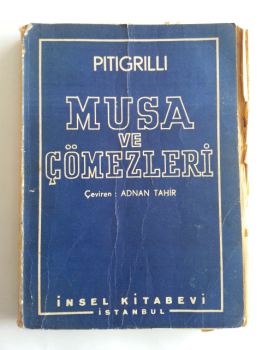 PITIGRILLI
MUSA
VE
ÇÖMEZLERİ
Çeviren : ADNAN TAHİR
İNSEL KİTABEVİ
İSTANBUL